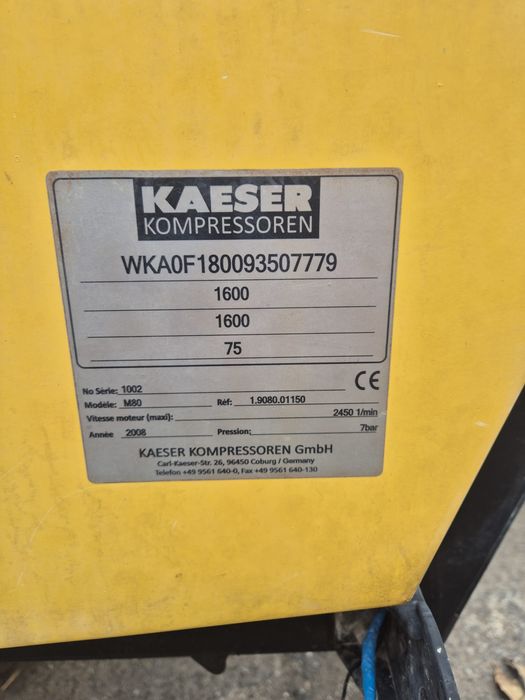 KAESER
KOMPRESSOREN
WKA0F180093507779
1600
1600
75
No Série: 1002
Modèle: M80 Réf: 1.9080.01150
Vitesse moteur (maxi): 2450 1/min
Année 2008 Pression: 7bar
CE
KAESER KOMPRESSOREN GmbH
Carl-Kaeser-Str. 26, 96450 Coburg / Germany
Telefon +49 9561 640-0, Fax +49 9561 640-130